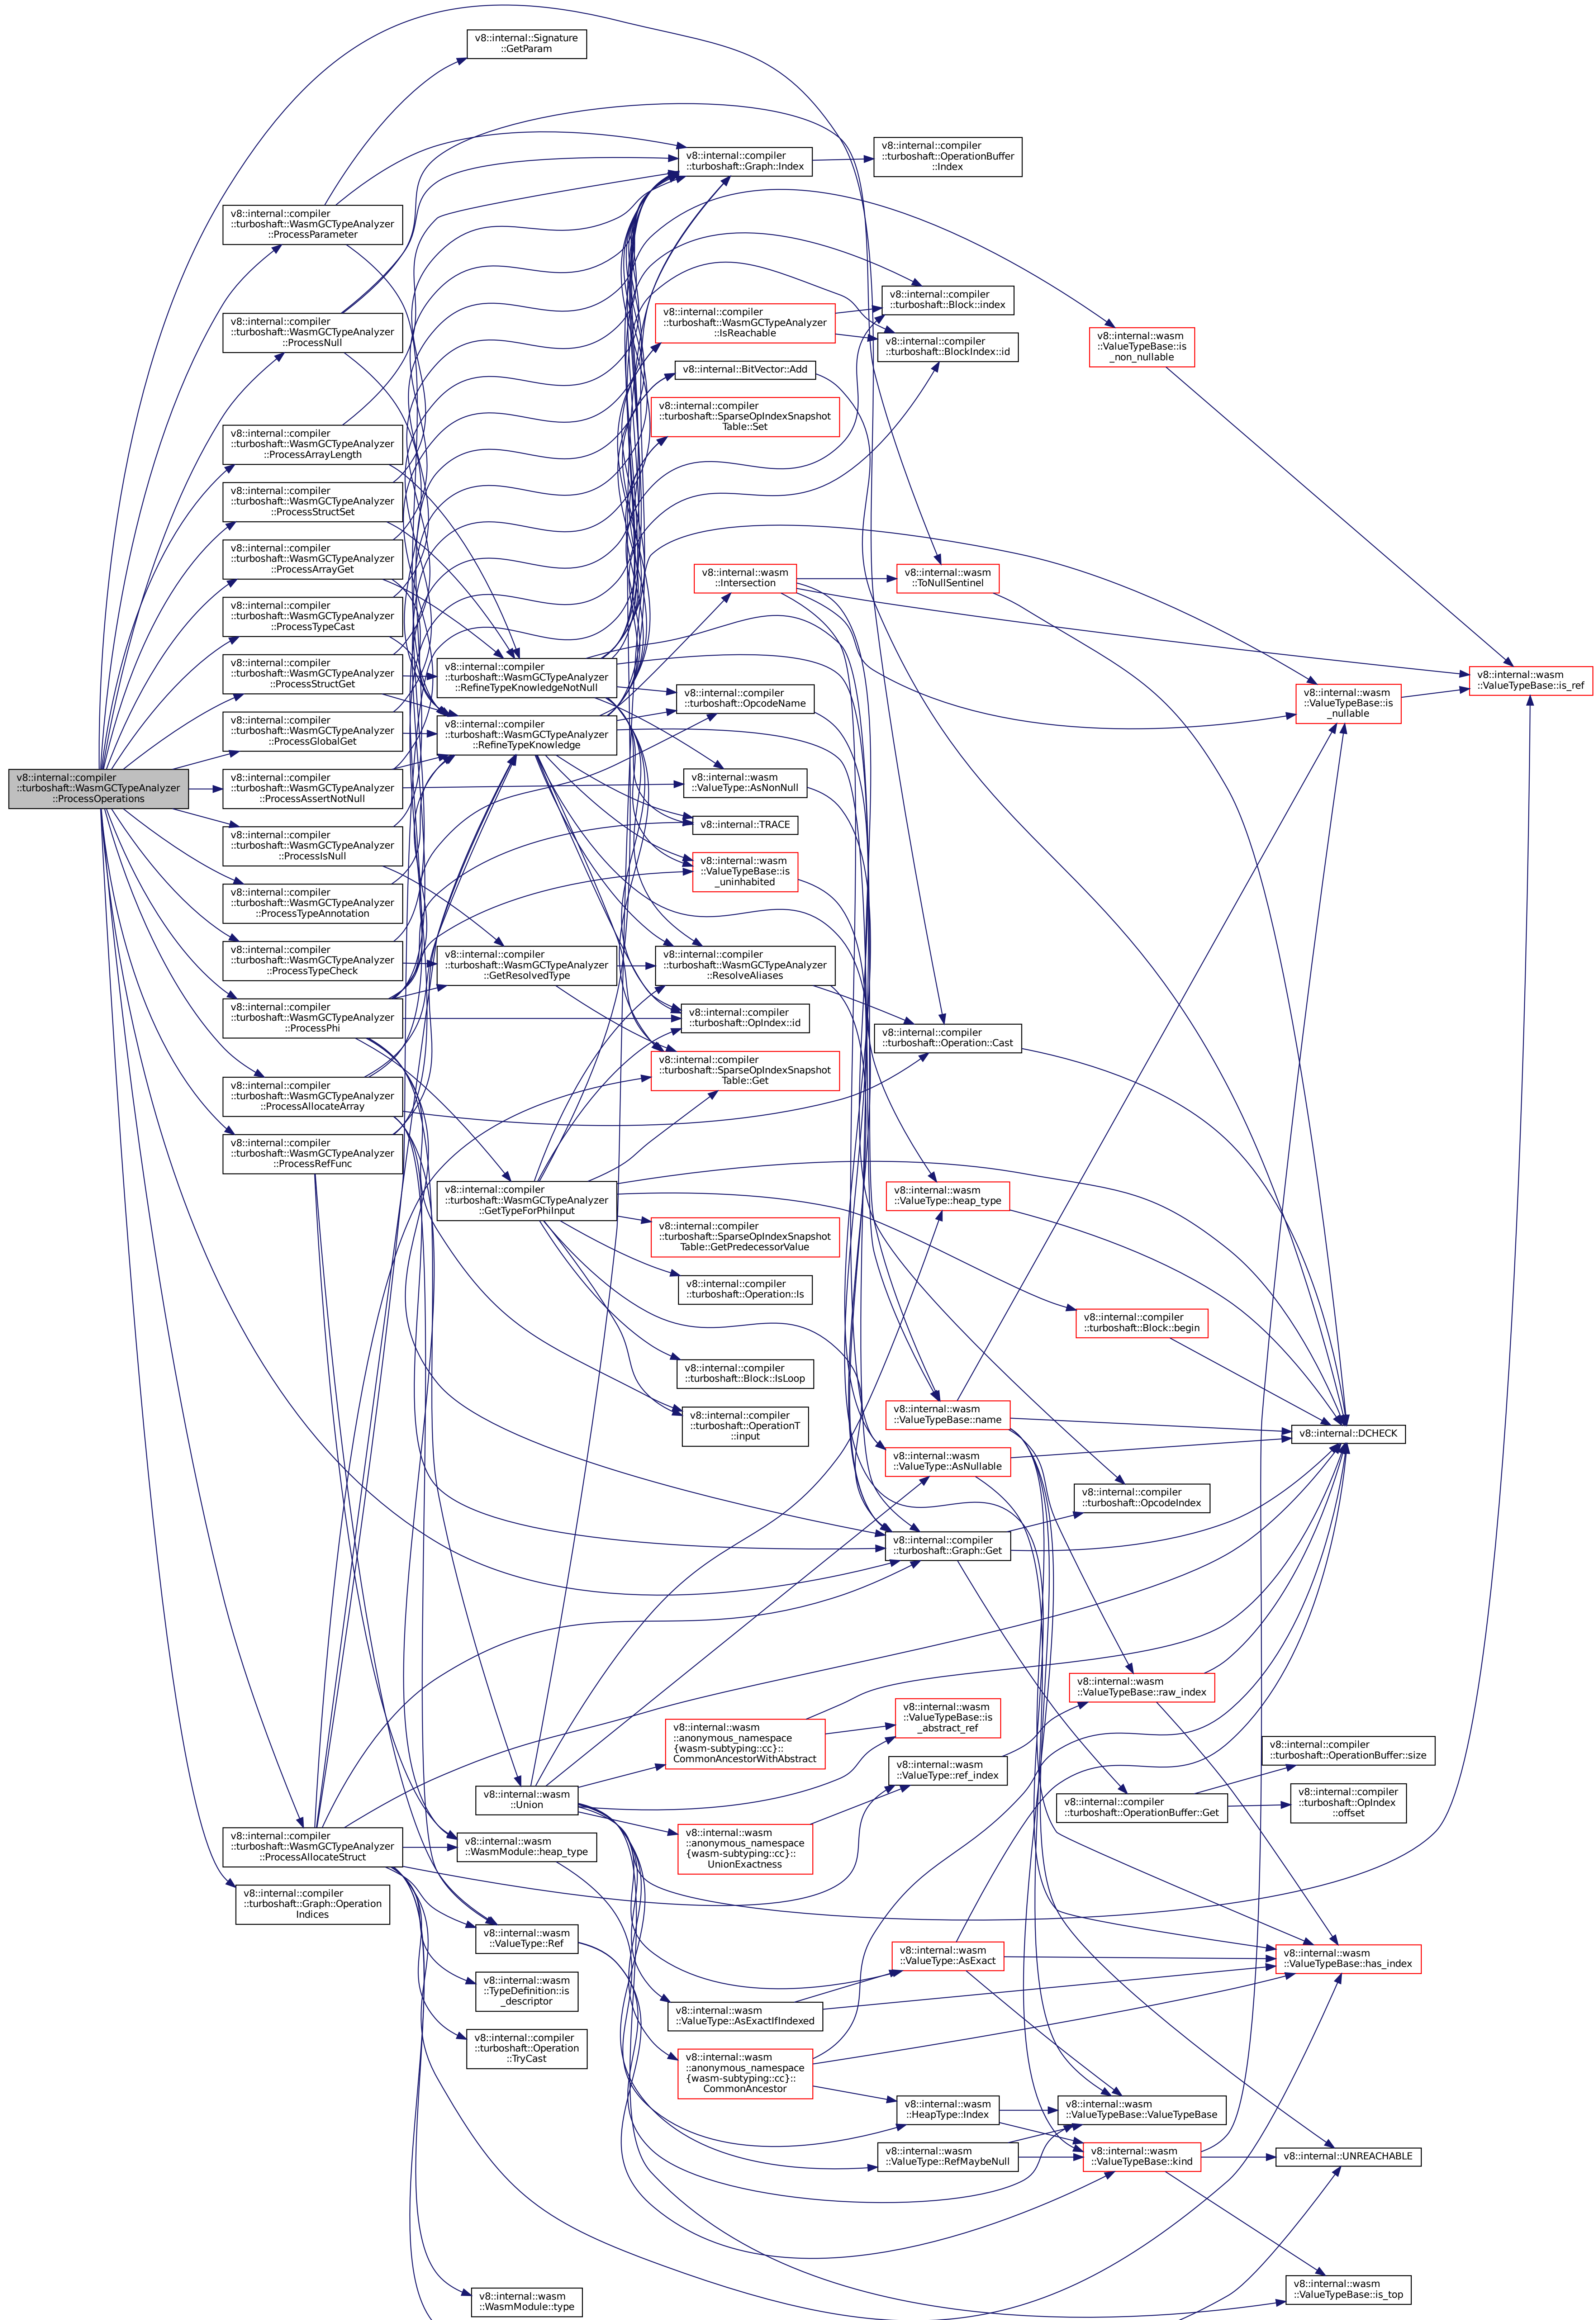 v8::internal::compiler
::turboshaft::WasmGCTypeAnalyzer
::ProcessOperations
v8::internal::compiler
::turboshaft::WasmGCTypeAnalyzer
::ProcessParameter
v8::internal::compiler
::turboshaft::WasmGCTypeAnalyzer
::ProcessNull
v8::internal::compiler
::turboshaft::WasmGCTypeAnalyzer
::ProcessArrayLength
v8::internal::compiler
::turboshaft::WasmGCTypeAnalyzer
::ProcessStructSet
v8::internal::compiler
::turboshaft::WasmGCTypeAnalyzer
::ProcessArrayGet
v8::internal::compiler
::turboshaft::WasmGCTypeAnalyzer
::ProcessTypeCast
v8::internal::compiler
::turboshaft::WasmGCTypeAnalyzer
::ProcessStructGet
v8::internal::compiler
::turboshaft::WasmGCTypeAnalyzer
::ProcessGlobalGet
v8::internal::compiler
::turboshaft::WasmGCTypeAnalyzer
::ProcessAssertNotNull
v8::internal::compiler
::turboshaft::WasmGCTypeAnalyzer
::ProcessIsNull
v8::internal::compiler
::turboshaft::WasmGCTypeAnalyzer
::ProcessTypeAnnotation
v8::internal::compiler
::turboshaft::WasmGCTypeAnalyzer
::ProcessTypeCheck
v8::internal::compiler
::turboshaft::WasmGCTypeAnalyzer
::ProcessPhi
v8::internal::compiler
::turboshaft::WasmGCTypeAnalyzer
::ProcessAllocateArray
v8::internal::compiler
::turboshaft::WasmGCTypeAnalyzer
::ProcessRefFunc
v8::internal::compiler
::turboshaft::WasmGCTypeAnalyzer
::ProcessAllocateStruct
v8::internal::compiler
::turboshaft::Graph::Operation
Indices
v8::internal::Signature
::GetParam
v8::internal::compiler
::turboshaft::WasmGCTypeAnalyzer
::RefineTypeKnowledgeNotNull
v8::internal::compiler
::turboshaft::WasmGCTypeAnalyzer
::RefineTypeKnowledge
v8::internal::compiler
::turboshaft::WasmGCTypeAnalyzer
::GetResolvedType
v8::internal::compiler
::turboshaft::WasmGCTypeAnalyzer
::GetTypeForPhiInput
v8::internal::wasm
::Union
v8::internal::wasm
::WasmModule::heap_type
v8::internal::wasm
::ValueType::Ref
v8::internal::wasm
::TypeDefinition::is
_descriptor
v8::internal::compiler
::turboshaft::Operation
::TryCast
v8::internal::wasm
::WasmModule::type
v8::internal::compiler
::turboshaft::Graph::Index
v8::internal::compiler
::turboshaft::WasmGCTypeAnalyzer
::IsReachable
v8::internal::BitVector::Add
v8::internal::compiler
::turboshaft::SparseOpIndexSnapshot
Table::Set
v8::internal::wasm
::Intersection
v8::internal::compiler
::turboshaft::OpcodeName
v8::internal::wasm
::ValueType::AsNonNull
v8::internal::TRACE
v8::internal::wasm
::ValueTypeBase::is
_uninhabited
v8::internal::compiler
::turboshaft::WasmGCTypeAnalyzer
::ResolveAliases
v8::internal::compiler
::turboshaft::OpIndex::id
v8::internal::compiler
::turboshaft::SparseOpIndexSnapshot
Table::Get
v8::internal::compiler
::turboshaft::SparseOpIndexSnapshot
Table::GetPredecessorValue
v8::internal::compiler
::turboshaft::Operation::Is
v8::internal::compiler
::turboshaft::Block::IsLoop
v8::internal::compiler
::turboshaft::OperationT
::input
v8::internal::wasm
::anonymous_namespace
{wasm-subtyping::cc}::
CommonAncestorWithAbstract
v8::internal::wasm
::anonymous_namespace
{wasm-subtyping::cc}::
UnionExactness
v8::internal::wasm
::ValueType::AsExactIfIndexed
v8::internal::wasm
::anonymous_namespace
{wasm-subtyping::cc}::
CommonAncestor
v8::internal::compiler
::turboshaft::OperationBuffer
::Index
v8::internal::compiler
::turboshaft::Block::index
v8::internal::compiler
::turboshaft::BlockIndex::id
v8::internal::wasm
::ToNullSentinel
v8::internal::compiler
::turboshaft::Operation::Cast
v8::internal::wasm
::ValueType::heap_type
v8::internal::wasm
::ValueTypeBase::name
v8::internal::wasm
::ValueType::AsNullable
v8::internal::compiler
::turboshaft::Graph::Get
v8::internal::wasm
::ValueTypeBase::is
_abstract_ref
v8::internal::wasm
::ValueType::ref_index
v8::internal::wasm
::ValueType::AsExact
v8::internal::wasm
::HeapType::Index
v8::internal::wasm
::ValueType::RefMaybeNull
v8::internal::wasm
::ValueTypeBase::is
_non_nullable
v8::internal::compiler
::turboshaft::Block::begin
v8::internal::compiler
::turboshaft::OpcodeIndex
v8::internal::wasm
::ValueTypeBase::raw_index
v8::internal::compiler
::turboshaft::OperationBuffer::Get
v8::internal::wasm
::ValueTypeBase::ValueTypeBase
v8::internal::wasm
::ValueTypeBase::kind
v8::internal::wasm
::ValueTypeBase::is
_nullable
v8::internal::DCHECK
v8::internal::compiler
::turboshaft::OperationBuffer::size
v8::internal::compiler
::turboshaft::OpIndex
::offset
v8::internal::wasm
::ValueTypeBase::has_index
v8::internal::UNREACHABLE
v8::internal::wasm
::ValueTypeBase::is_top
v8::internal::wasm
::ValueTypeBase::is_ref